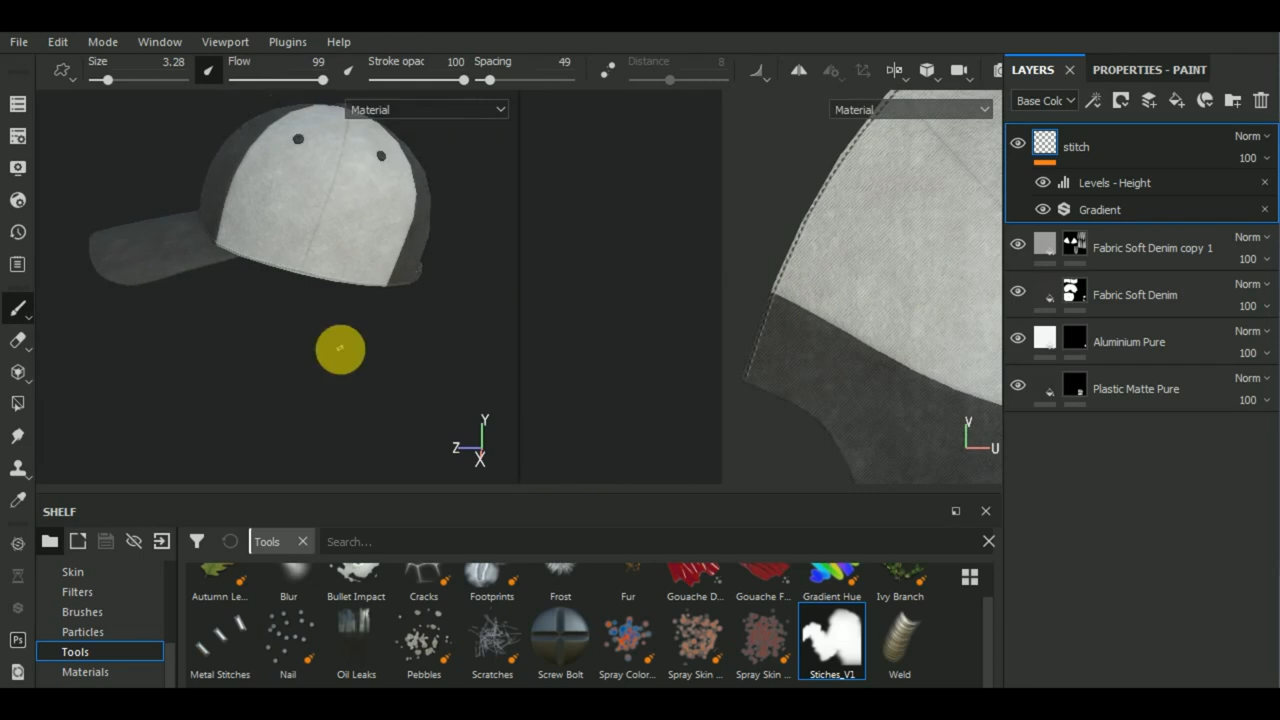 File Edit Mode Window Viewport Plugins Help
Size 3.28 Flow 99 Stroke opac 100 Spacing 49 Distance 8
LAYERS PROPERTIES - PAINT
Material
Material
Base Colc
stitch Norm 100
Levels - Height
Gradient
Fabric Soft Denim copy 1 Norm 100
Fabric Soft Denim Norm 100
Aluminium Pure Norm 100
Plastic Matte Pure Norm 100
Y
Z
X
V
U
SHELF
Tools Search...
Skin
Filters
Brushes
Particles
Tools
Materials
Autumn Le... Blur Bullet Impact Cracks Footprints Frost Fur Gouache D... Gouache F... Gradient Hue Ivy Branch
Metal Stitches Nail Oil Leaks Pebbles Scratches Screw Bolt Spray Color... Spray Skin ... Spray Skin ... Stiches_V1 Weld
Ps